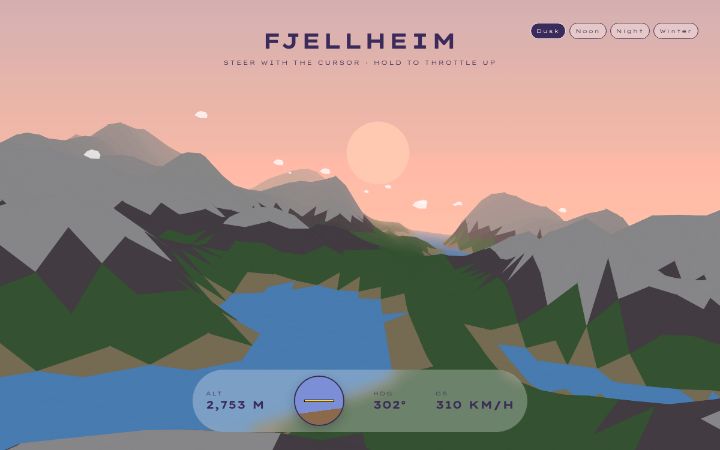 FJELLHEIM
STEER WITH THE CURSOR · HOLD TO THROTTLE UP
Dusk Noon Night Winter
ALT HDG GS
2,753 M 302° 310 KM/H